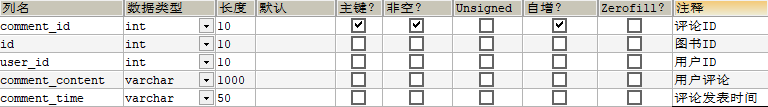 列名 数据类型 长度 默认 主键? 非空? Unsigned 自增? Zerofill? 注释
comment_id int 10 评论ID
id int 10 图书ID
user_id int 10 用户ID
comment_content varchar 1000 用户评论
comment_time varchar 50 评论发表时间